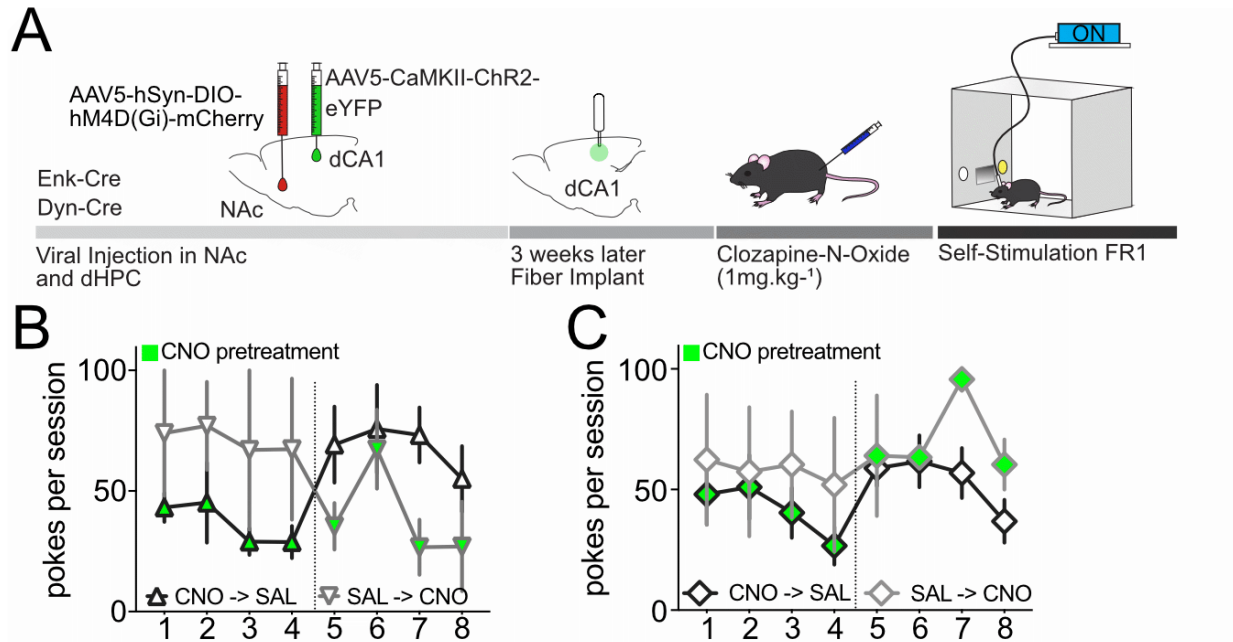 A
ON
AAV5-hSyn-DIO-
hM4D(Gi)-mCherry
AAV5-CaMKII-ChR2-
eYFP
dCA1
dCA1
Enk-Cre
Dyn-Cre
NAc
Viral Injection in NAc
and dHPC
3 weeks later
Fiber Implant
Clozapine-N-Oxide
(1mg.kg-¹)
Self-Stimulation FR1
B
CNO pretreatment
pokes per session
100
50
0
CNO -> SAL
SAL -> CNO
1 2 3 4 5 6 7 8
C
CNO pretreatment
pokes per session
100
50
0
CNO -> SAL
SAL -> CNO
1 2 3 4 5 6 7 8